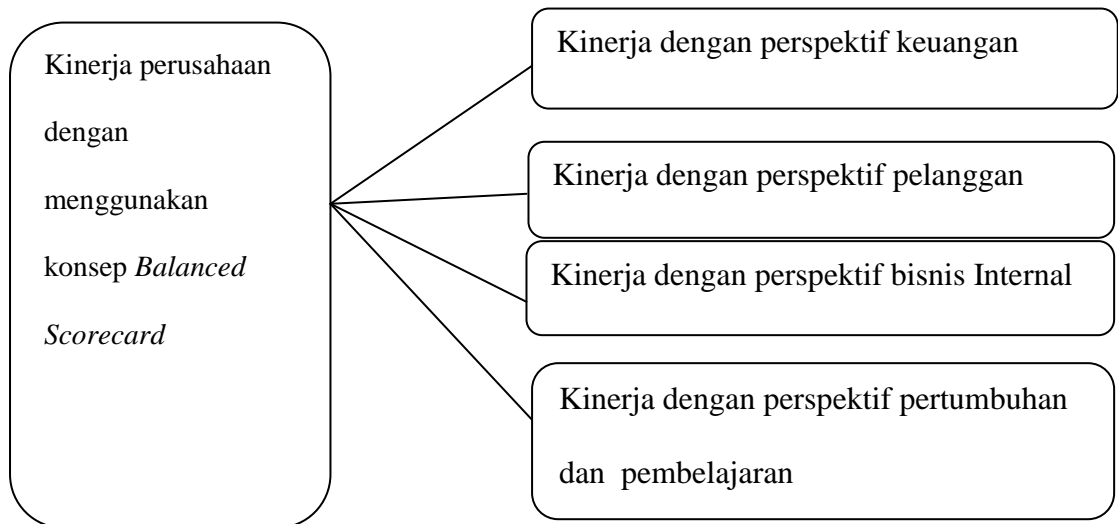 Kinerja perusahaan
dengan
menggunakan
konsep Balanced
Scorecard
Kinerja dengan perspektif keuangan
Kinerja dengan perspektif pelanggan
Kinerja dengan perspektif bisnis Internal
Kinerja dengan perspektif pertumbuhan
dan pembelajaran